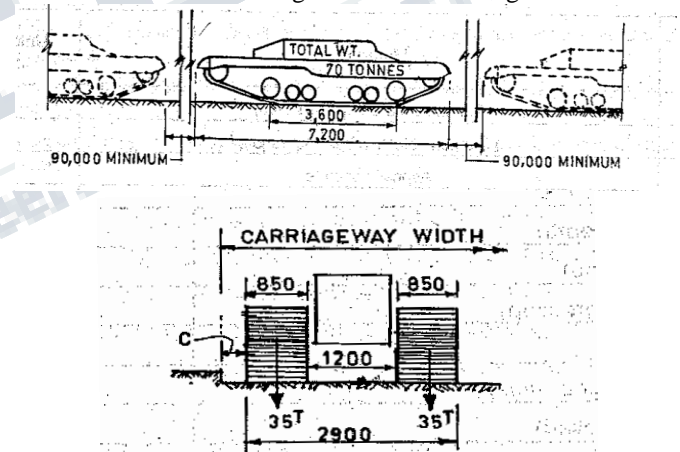 TOTAL WT.
70 TONNES
3,600
7,200
90,000 MINIMUM
90,000 MINIMUM
CARRIAGEWAY WIDTH
850
850
C
1200
35T
35T
2900